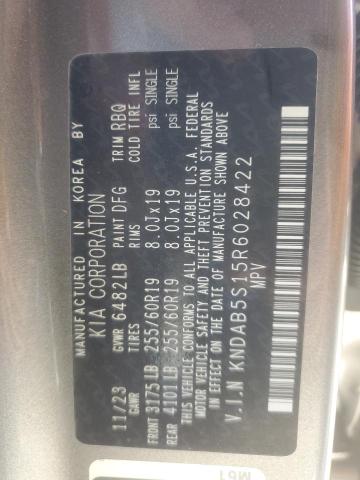 MANUFACTURED IN KOREA BY
KIA CORPORATION
11/23 GVWR 6482LB PAINT DFG TRIM RBQ
GAWR TIRES RIMS COLD TIRE INFL
FRONT 3175LB 255/60R19 8.0Jx19 psi SINGLE
REAR 4101LB 255/60R19 8.0Jx19 psi SINGLE
THIS VEHICLE CONFORMS TO ALL APPLICABLE U.S.A. FEDERAL
MOTOR VEHICLE SAFETY AND THEFT PREVENTION STANDARDS
IN EFFECT ON THE DATE OF MANUFACTURE SHOWN ABOVE
V.I.N KNDAB5S15R6028422
MPV